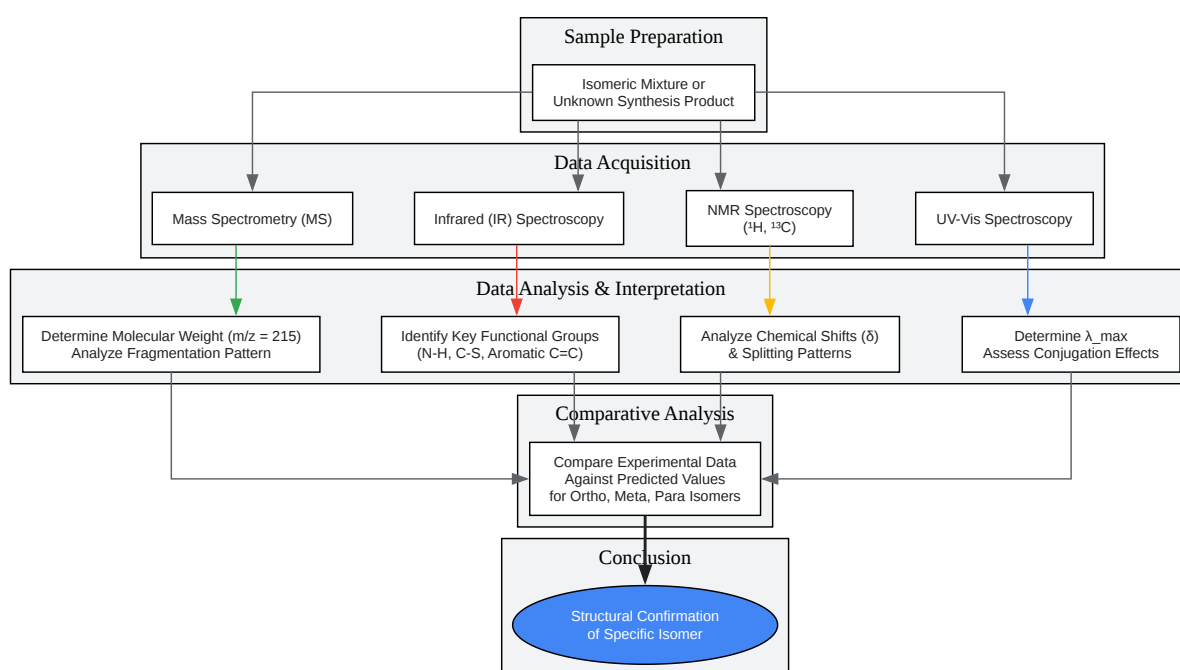 Sample Preparation
Isomeric Mixture or
Unknown Synthesis Product
Data Acquisition
Mass Spectrometry (MS)
Infrared (IR) Spectroscopy
NMR Spectroscopy
(¹H, ¹³C)
UV-Vis Spectroscopy
Data Analysis & Interpretation
Determine Molecular Weight (m/z = 215)
Analyze Fragmentation Pattern
Identify Key Functional Groups
(N-H, C-S, Aromatic C=C)
Analyze Chemical Shifts (δ)
& Splitting Patterns
Determine λ_max
Assess Conjugation Effects
Comparative Analysis
Compare Experimental Data
Against Predicted Values
for Ortho, Meta, Para Isomers
Conclusion
Structural Confirmation
of Specific Isomer